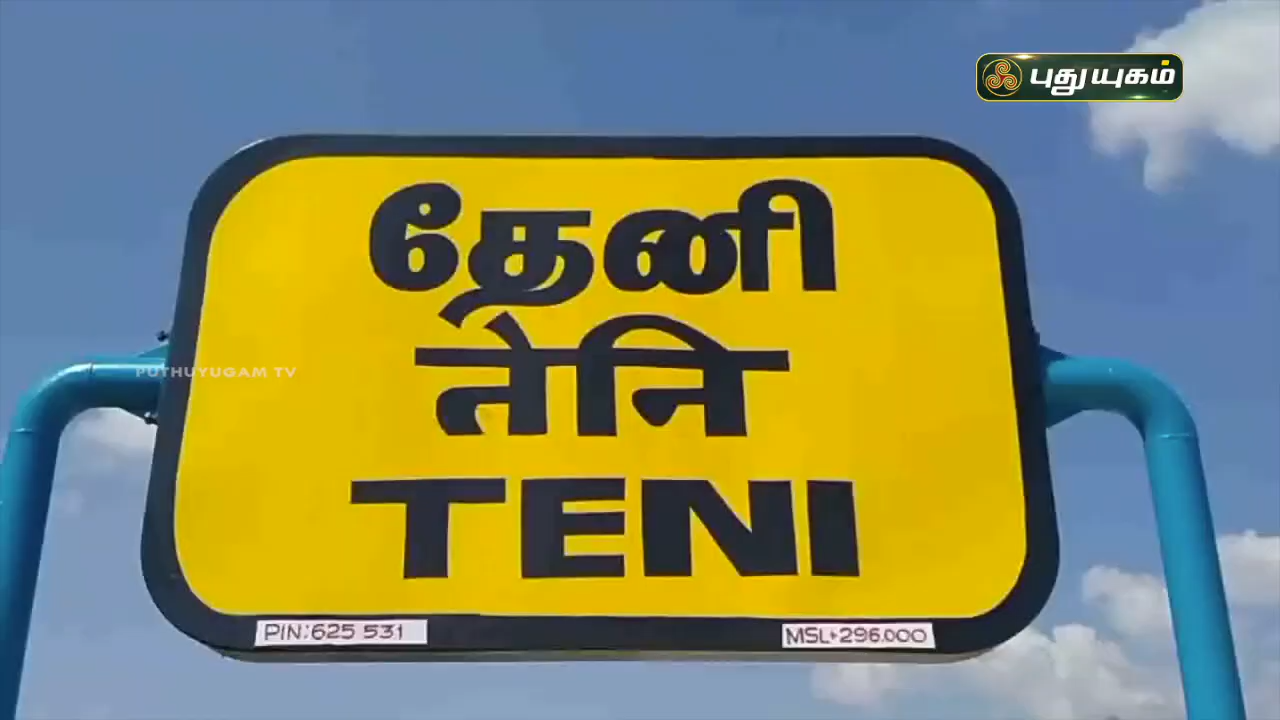 புதுயுகம்
தேனி
तेनि
PUTHUYUGAM TV
TENI
PIN:625 531
MSL+296.000